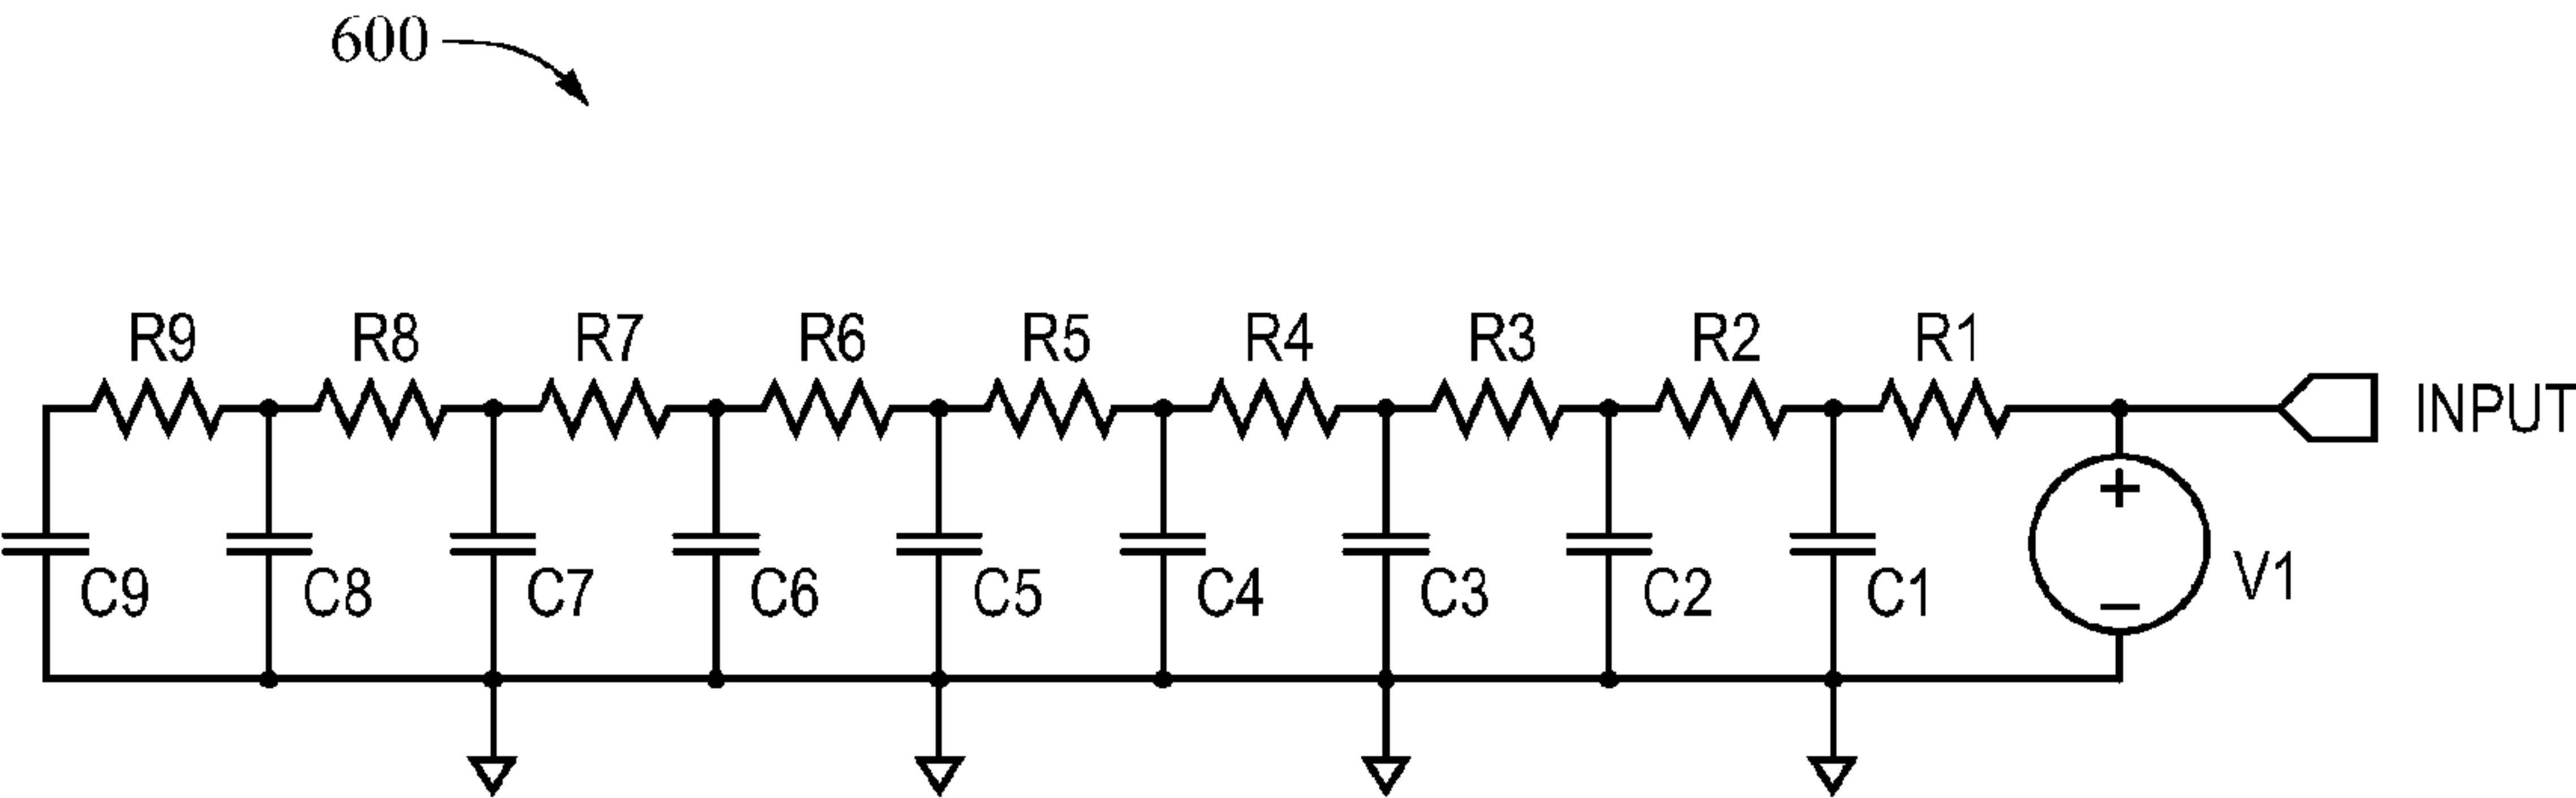 600
R9 R8 R7 R6 R5 R4 R3 R2 R1
INPUT
+
C9 C8 C7 C6 C5 C4 C3 C2 C1 V1
−